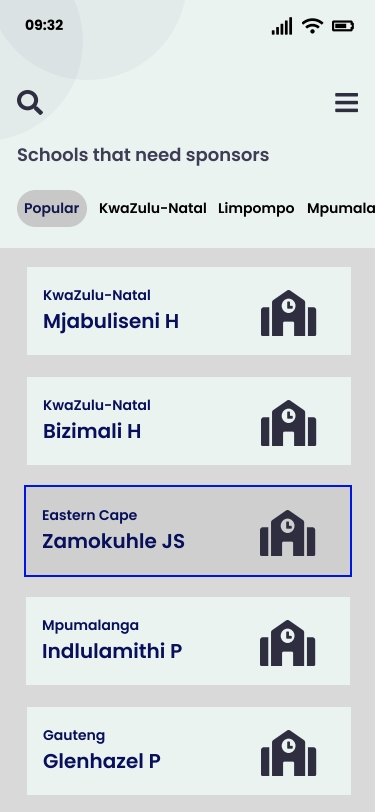 09:32
Schools that need sponsors
Popular KwaZulu-Natal Limpompo Mpumala
KwaZulu-Natal
Mjabuliseni H
KwaZulu-Natal
Bizimali H
Eastern Cape
Zamokuhle JS
Mpumalanga
Indlulamithi P
Gauteng
Glenhazel P